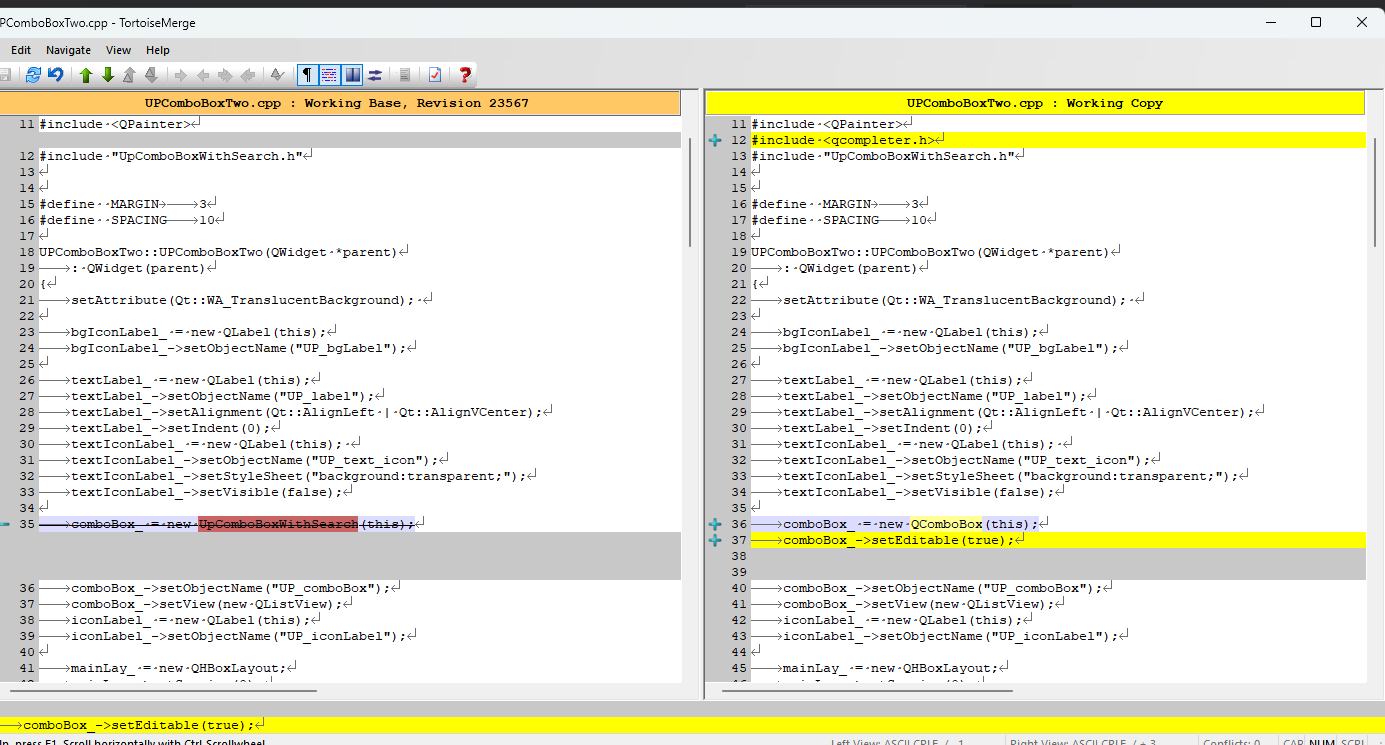 PComboBoxTwo.cpp - TortoiseMerge
Edit Navigate View Help
UPComboBoxTwo.cpp : Working Base, Revision 23567
11 #include <QPainter>
12 #include "UpComboBoxWithSearch.h"
13
14
15 #define  MARGIN 3
16 #define  SPACING 10
17
18 UPComboBoxTwo::UPComboBoxTwo(QWidget *parent)
19 : QWidget(parent)
20 {
21 setAttribute(Qt::WA_TranslucentBackground);
22
23 bgIconLabel_ = new QLabel(this);
24 bgIconLabel_->setObjectName("UP_bgLabel");
25
26 textLabel_ = new QLabel(this);
27 textLabel_->setObjectName("UP_label");
28 textLabel_->setAlignment(Qt::AlignLeft | Qt::AlignVCenter);
29 textLabel_->setIndent(0);
30 textIconLabel_ = new QLabel(this);
31 textIconLabel_->setObjectName("UP_text_icon");
32 textIconLabel_->setStyleSheet("background:transparent;");
33 textIconLabel_->setVisible(false);
34
35 comboBox_ = new UpComboBoxWithSearch(this);
36 comboBox_->setObjectName("UP_comboBox");
37 comboBox_->setView(new QListView);
38 iconLabel_ = new QLabel(this);
39 iconLabel_->setObjectName("UP_iconLabel");
40
41 mainLay_ = new QHBoxLayout;
UPComboBoxTwo.cpp : Working Copy
11 #include <QPainter>
12 #include <qcompleter.h>
13 #include "UpComboBoxWithSearch.h"
14
15
16 #define  MARGIN 3
17 #define  SPACING 10
18
19 UPComboBoxTwo::UPComboBoxTwo(QWidget *parent)
20 : QWidget(parent)
21 {
22 setAttribute(Qt::WA_TranslucentBackground);
23
24 bgIconLabel_ = new QLabel(this);
25 bgIconLabel_->setObjectName("UP_bgLabel");
26
27 textLabel_ = new QLabel(this);
28 textLabel_->setObjectName("UP_label");
29 textLabel_->setAlignment(Qt::AlignLeft | Qt::AlignVCenter);
30 textLabel_->setIndent(0);
31 textIconLabel_ = new QLabel(this);
32 textIconLabel_->setObjectName("UP_text_icon");
33 textIconLabel_->setStyleSheet("background:transparent;");
34 textIconLabel_->setVisible(false);
35
36 comboBox_ = new QComboBox(this);
37 comboBox_->setEditable(true);
38
39
40 comboBox_->setObjectName("UP_comboBox");
41 comboBox_->setView(new QListView);
42 iconLabel_ = new QLabel(this);
43 iconLabel_->setObjectName("UP_iconLabel");
44
45 mainLay_ = new QHBoxLayout;
comboBox_->setEditable(true);
press F1. Scroll horizontally with Ctrl-Scrollwheel
Left View: ASCII CRLF / - 1 Right View: ASCII CRLF / + 3 Conflicts: 0 CAP NUM SCRL